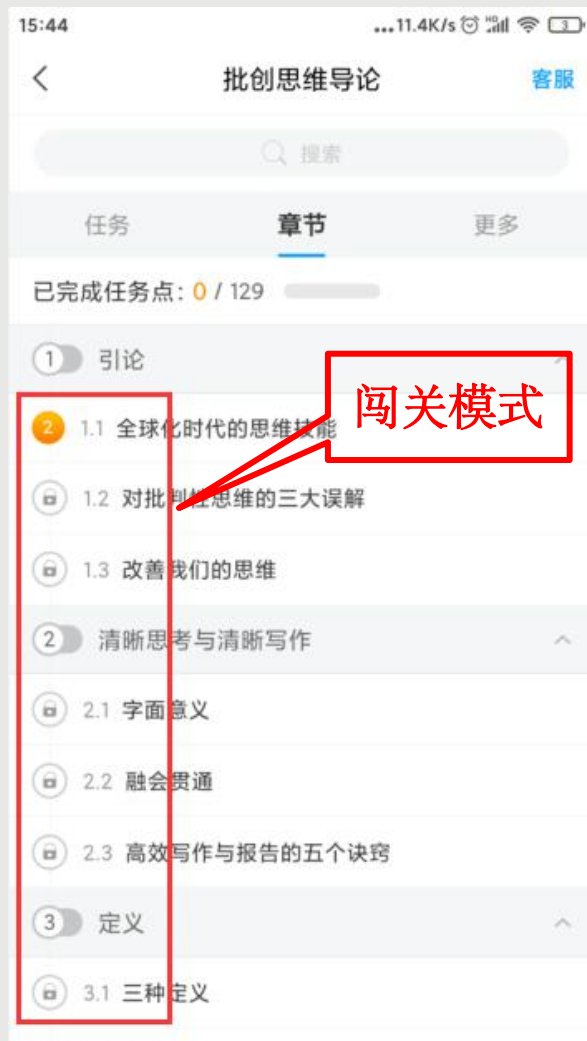 15:44 ...11.4K/s HD 5G 3
批创思维导论 客服
搜索
任务 章节 更多
已完成任务点: 0 / 129
1 引论
闯关模式
2 1.1 全球化时代的思维技能
1.2 对批判性思维的三大误解
1.3 改善我们的思维
2 清晰思考与清晰写作
2.1 字面意义
2.2 融会贯通
2.3 高效写作与报告的五个诀窍
3 定义
3.1 三种定义